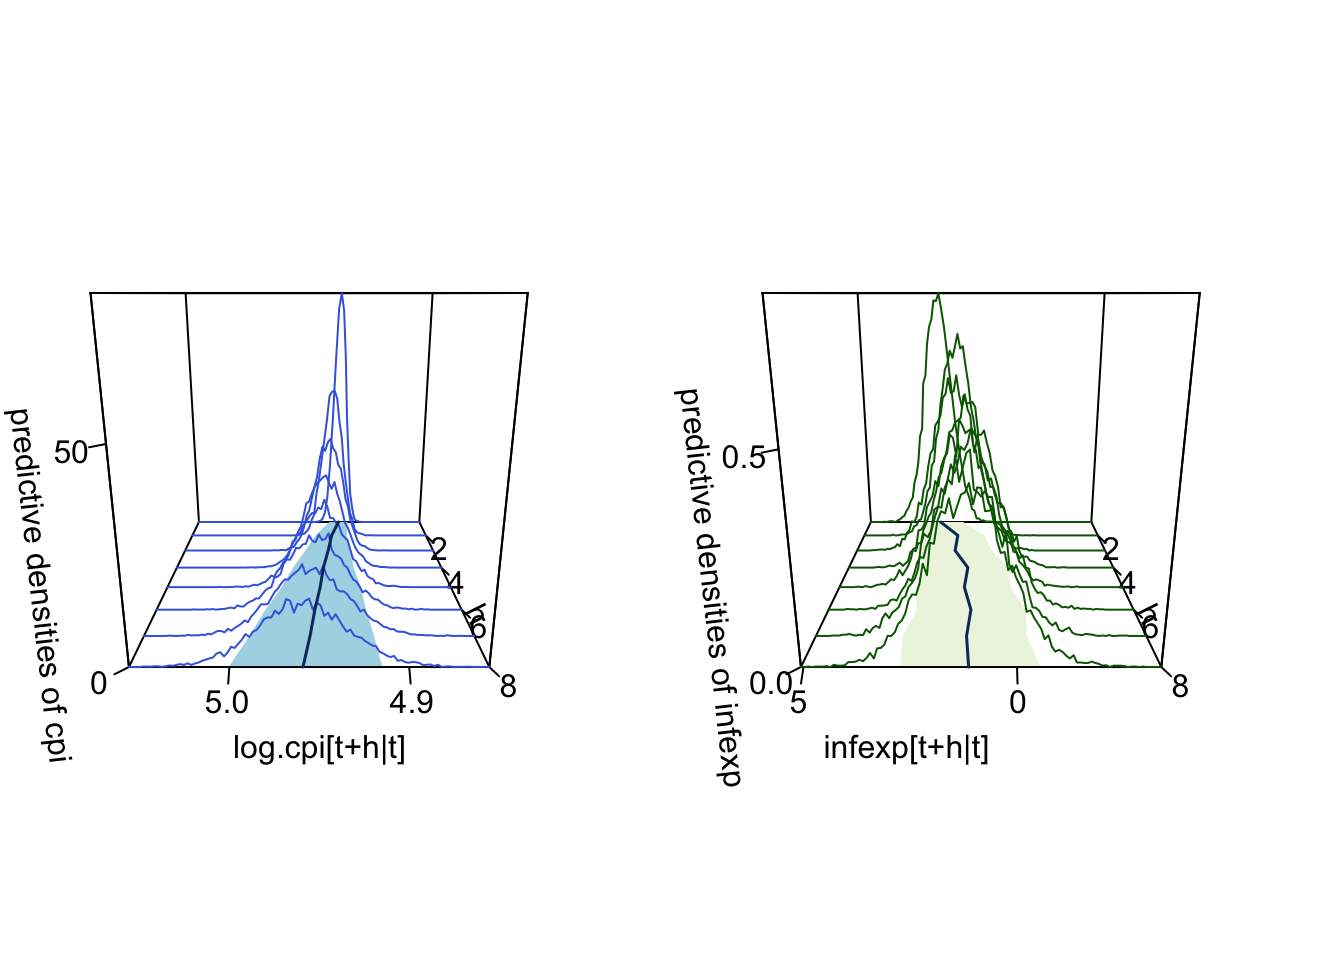 predictive densities of cpi
50
0
5.0
4.9
log.cpi[t+h|t]
2
4
6
8
h
predictive densities of infexp
0.5
0.0
5
0
infexp[t+h|t]
2
4
6
8
h